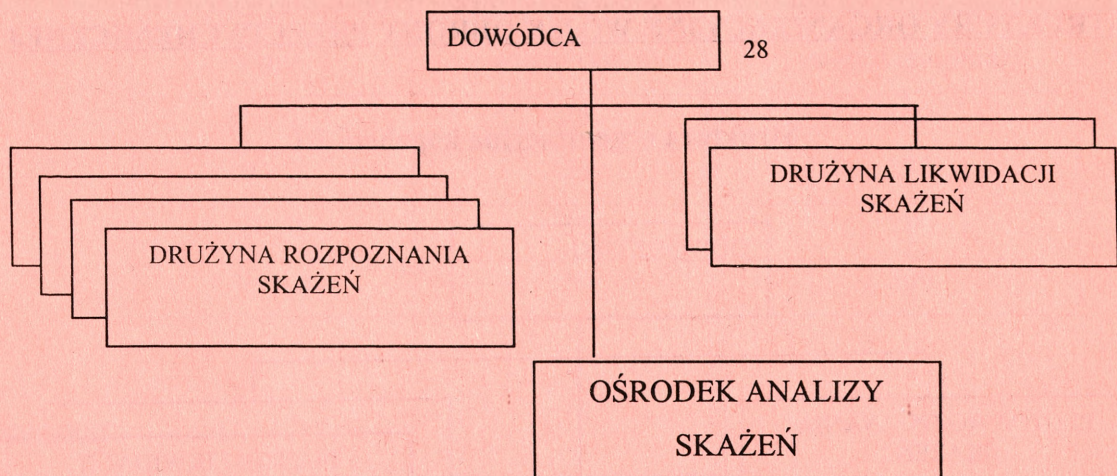 DOWÓDCA
28
DRUŻYNA LIKWIDACJI
SKAŻEŃ
DRUŻYNA ROZPOZNANIA
SKAŻEŃ
OŚRODEK ANALIZY
SKAŻEŃ